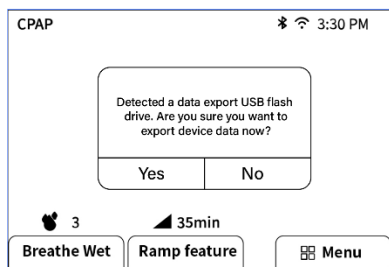 CPAP 3:30 PM
Detected a data export USB flash
drive. Are you sure you want to
export device data now?
Yes No
3 35min
Breathe Wet Ramp feature Menu